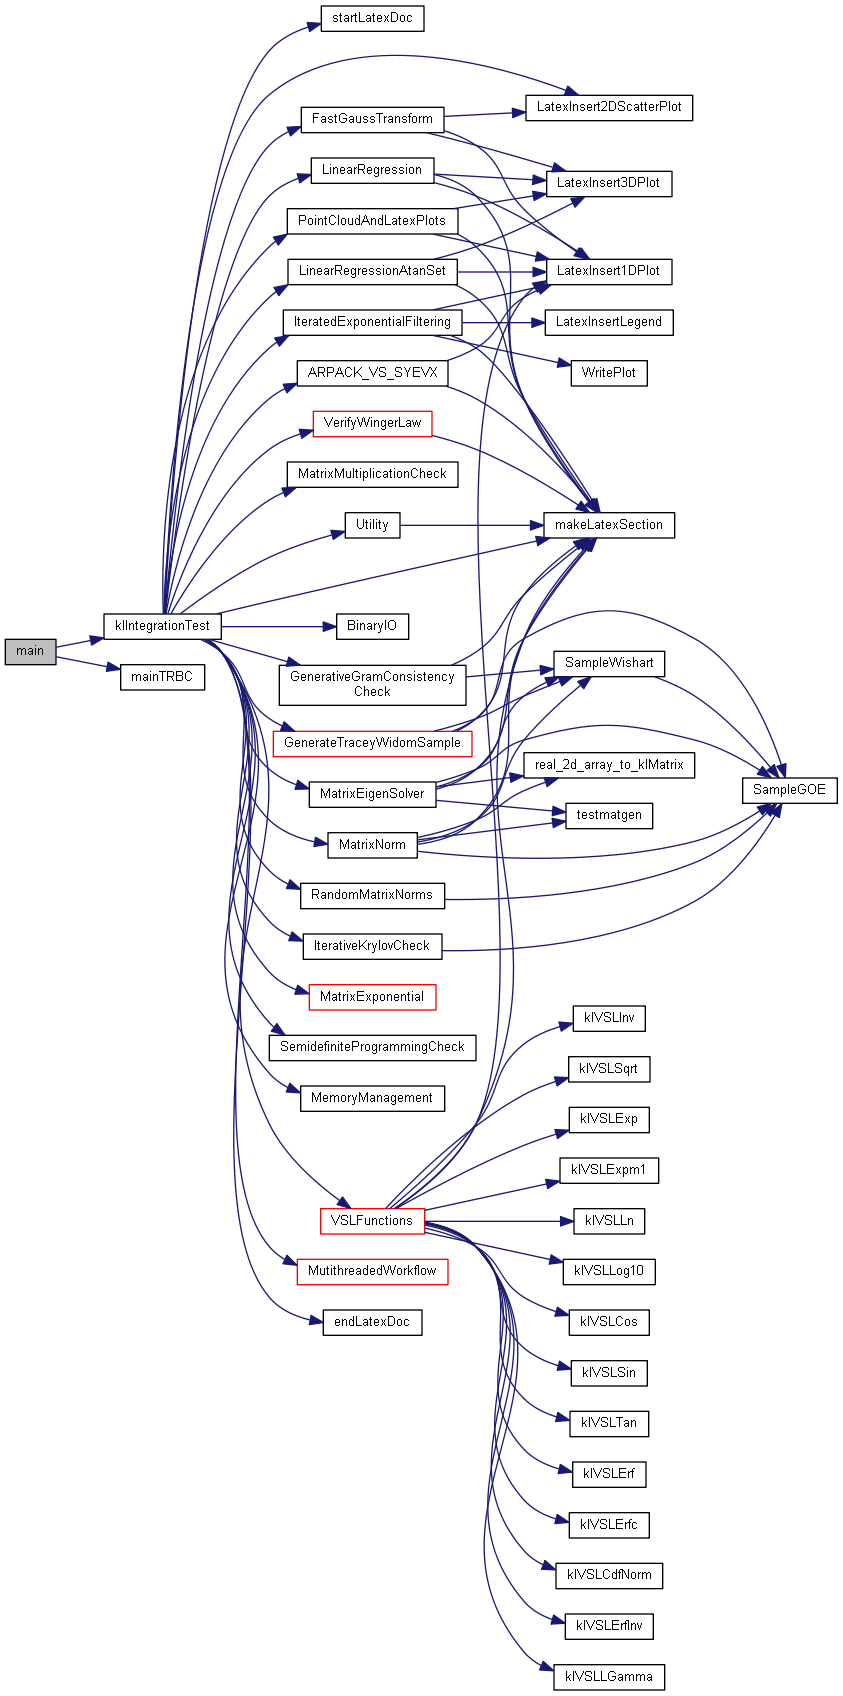 startLatexDoc
LatexInsert2DScatterPlot
FastGaussTransform
LinearRegression
LatexInsert3DPlot
PointCloudAndLatexPlots
LinearRegressionAtanSet
LatexInsert1DPlot
IteratedExponentialFiltering
LatexInsertLegend
ARPACK_VS_SYEVX
WritePlot
VerifyWingerLaw
MatrixMultiplicationCheck
Utility
makeLatexSection
klIntegrationTest
BinaryIO
main
mainTRBC
GenerativeGramConsistency
Check
SampleWishart
GenerateTraceyWidomSample
real_2d_array_to_klMatrix
MatrixEigenSolver
SampleGOE
testmatgen
MatrixNorm
RandomMatrixNorms
IterativeKrylovCheck
MatrixExponential
klVSLInv
SemidefiniteProgrammingCheck
klVSLSqrt
MemoryManagement
klVSLExp
klVSLExpm1
VSLFunctions
klVSLLn
MutithreadedWorkflow
klVSLLog10
endLatexDoc
klVSLCos
klVSLSin
klVSLTan
klVSLErf
klVSLErfc
klVSLCdfNorm
klVSLErfInv
klVSLLGamma